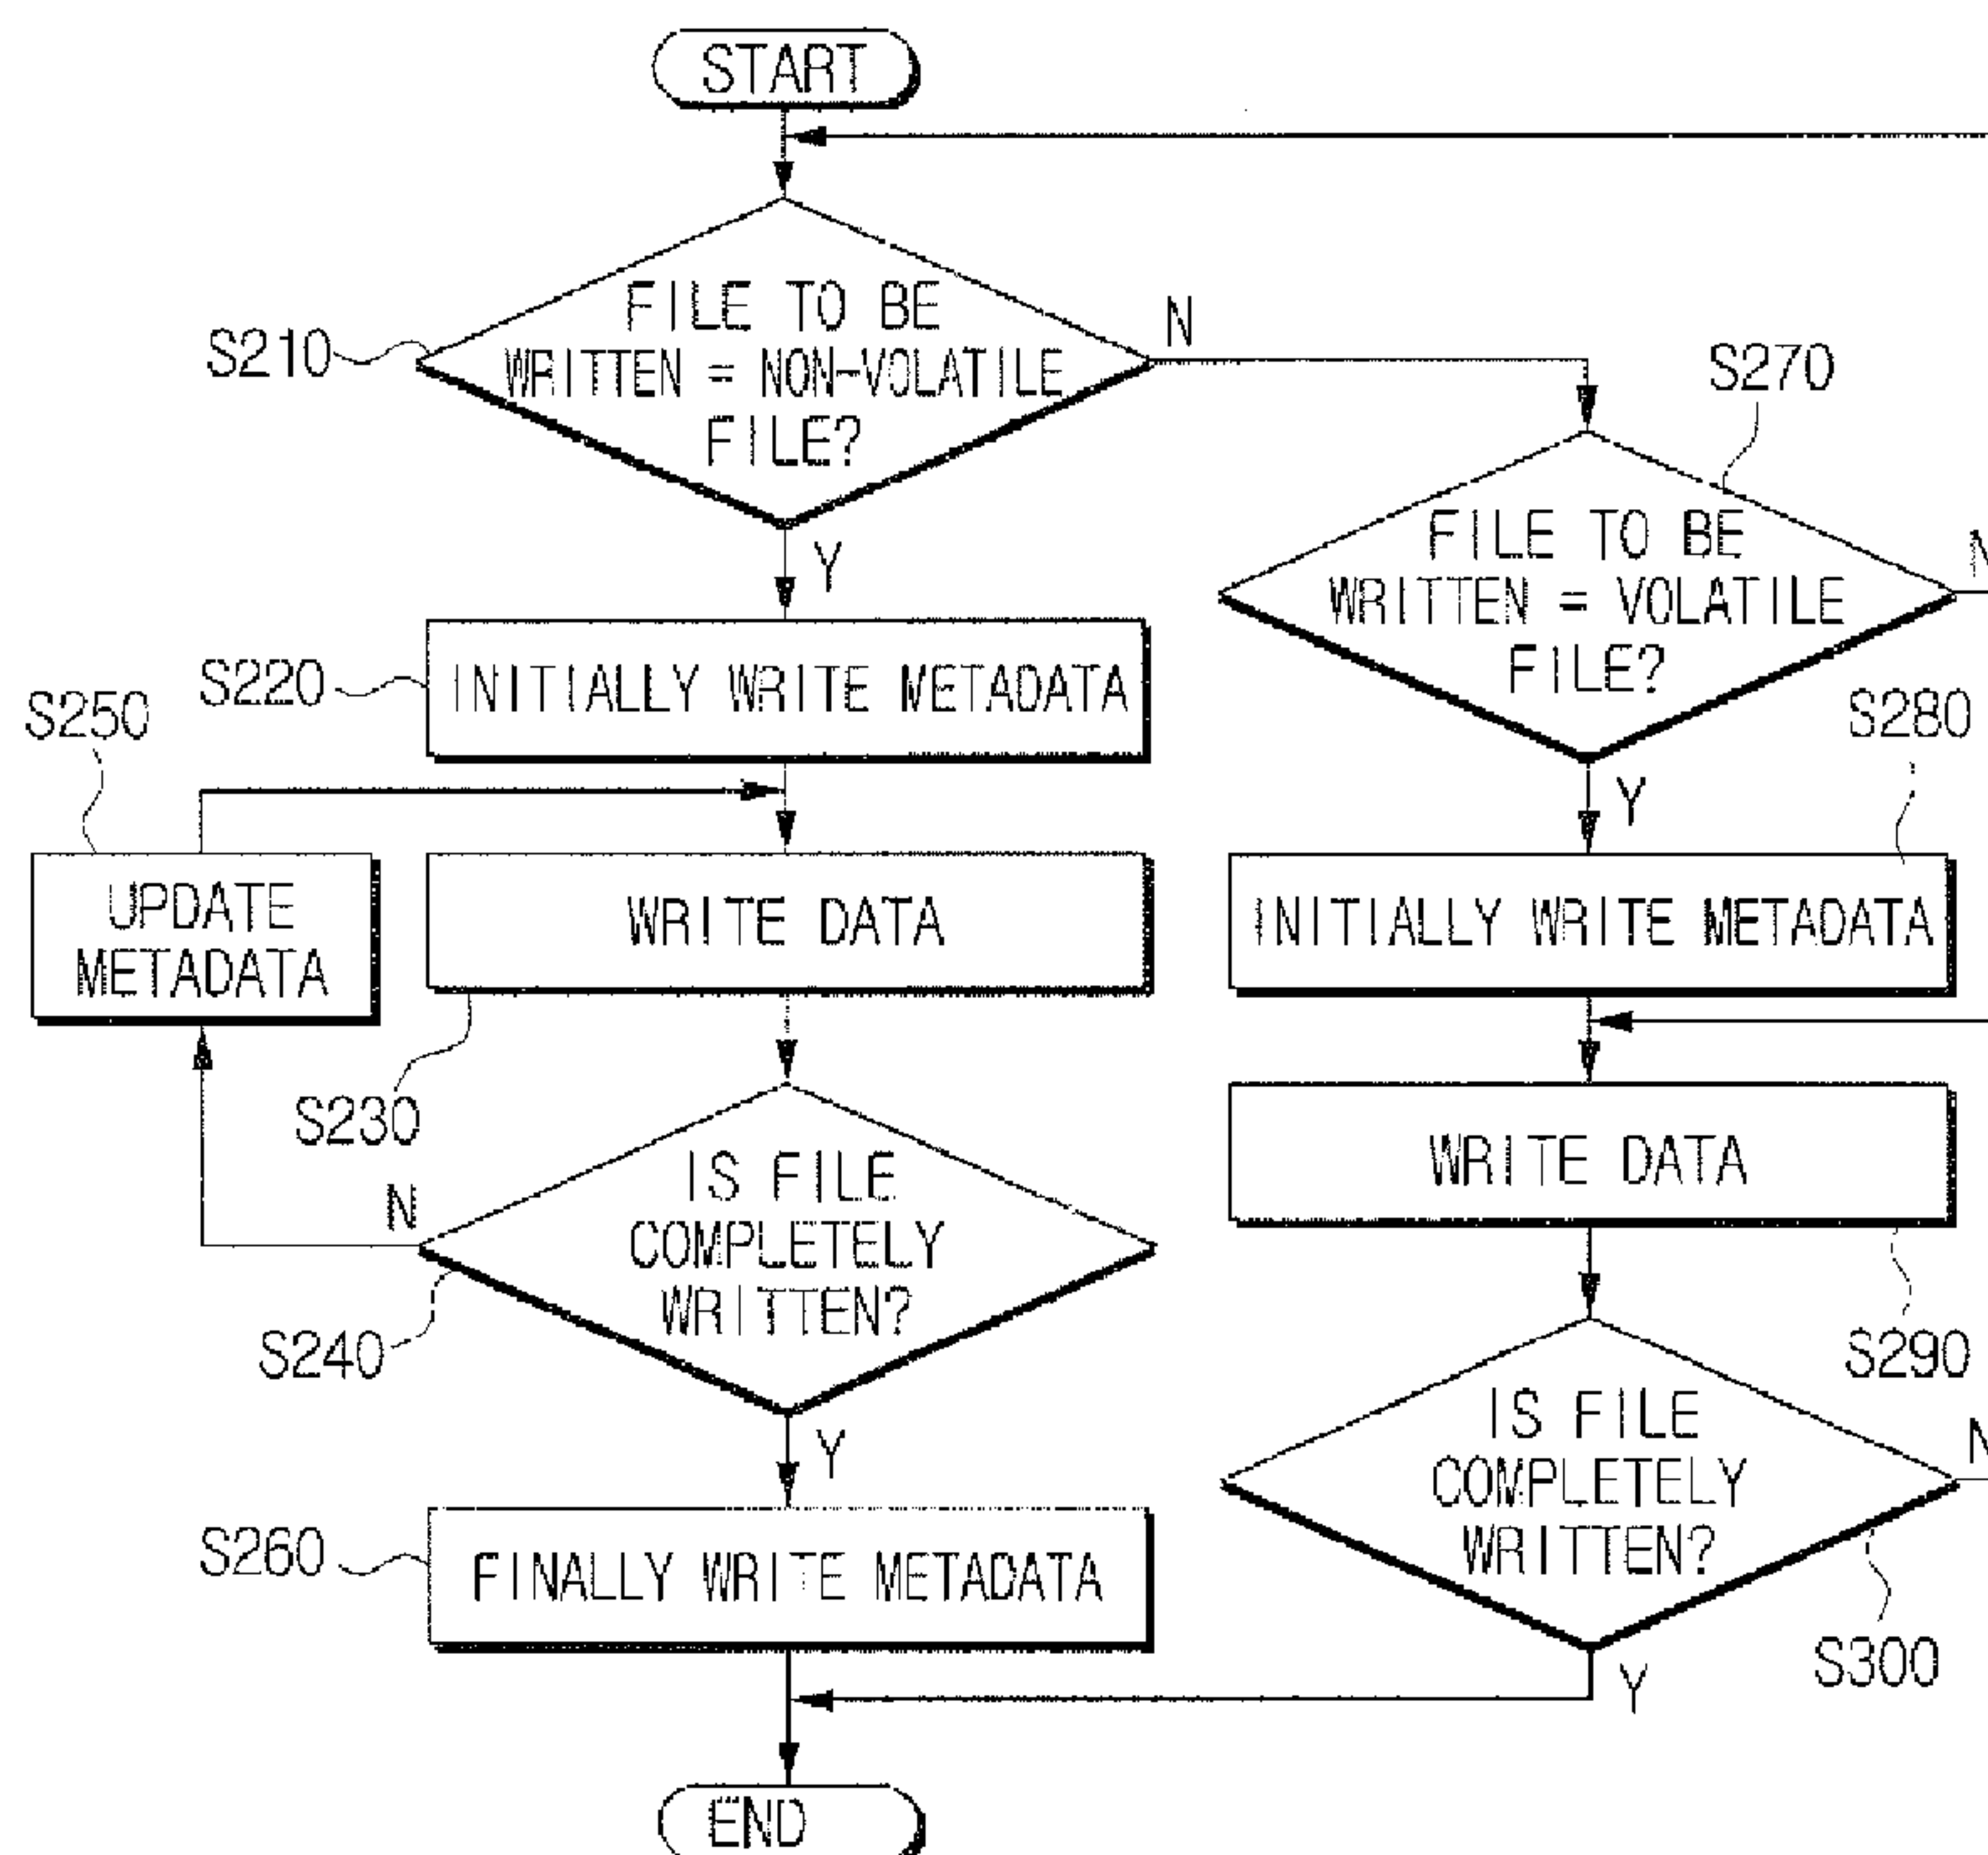 START
FILE TO BE
WRITTEN = NON-VOLATILE
FILE?
S210
N
Y
S270
FILE TO BE
WRITTEN = VOLATILE
FILE?
N
Y
S220
INITIALLY WRITE METADATA
S250
UPDATE
METADATA
WRITE DATA
S230
S280
INITIALLY WRITE METADATA
IS FILE
COMPLETELY
WRITTEN?
N
S240
Y
WRITE DATA
S290
IS FILE
COMPLETELY
WRITTEN?
N
S300
Y
S260
FINALLY WRITE METADATA
END